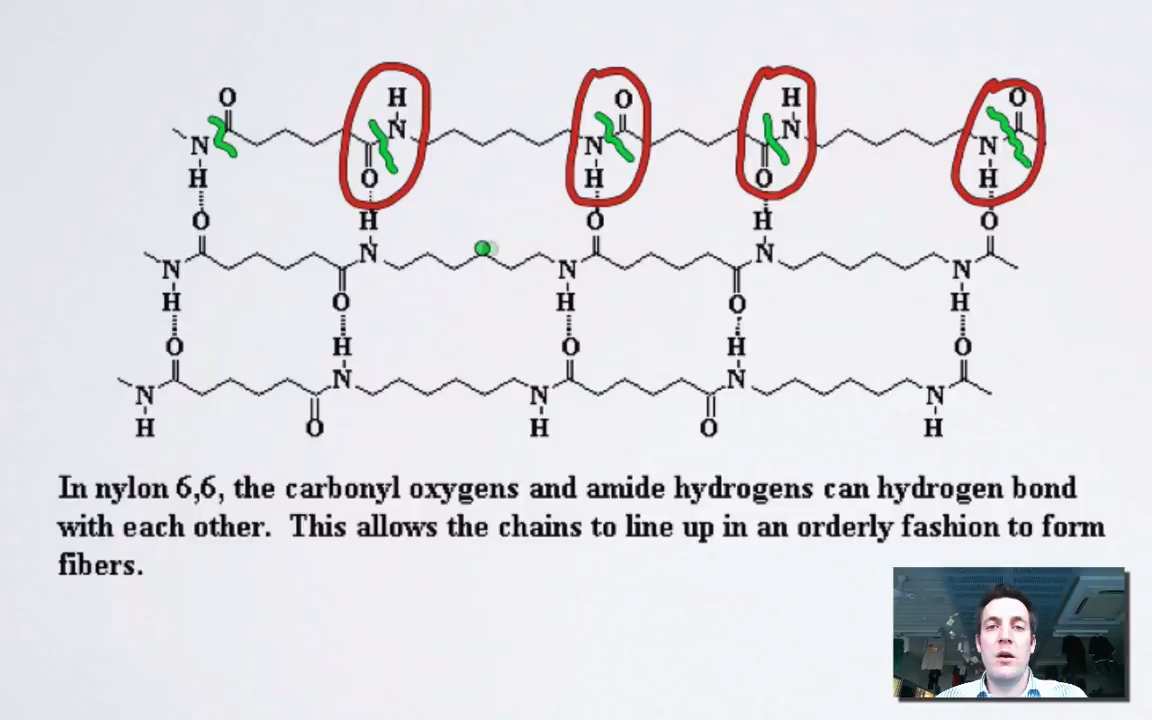 O H O H O
N N N N N
H O H O H
O H O H O
N N N N N
H O H O H
O H O H O
N N N N N
H O H O H
In nylon 6,6, the carbonyl oxygens and amide hydrogens can hydrogen bond
with each other. This allows the chains to line up in an orderly fashion to form
fibers.